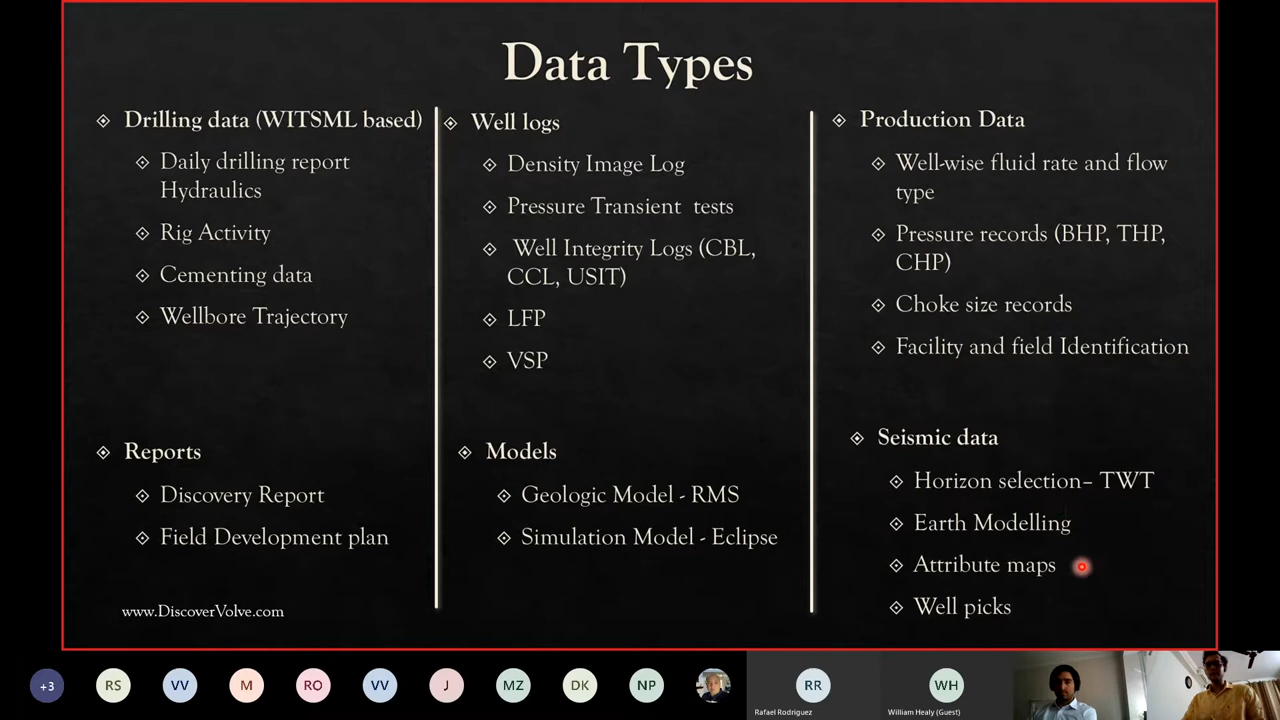 Data Types
Drilling data (WITSML based)
Daily drilling report
Hydraulics
Rig Activity
Cementing data
Wellbore Trajectory
Reports
Discovery Report
Field Development plan
www.DiscoverVolve.com
Well logs
Density Image Log
Pressure Transient tests
Well Integrity Logs (CBL,
CCL, USIT)
LFP
VSP
Models
Geologic Model - RMS
Simulation Model - Eclipse
Production Data
Well-wise fluid rate and flow
type
Pressure records (BHP, THP,
CHP)
Choke size records
Facility and field Identification
Seismic data
Horizon selection– TWT
Earth Modelling
Attribute maps
Well picks
+3
RS
VV
M
RO
VV
J
MZ
DK
NP
RR
Rafael Rodriguez
WH
William Healy (Guest)